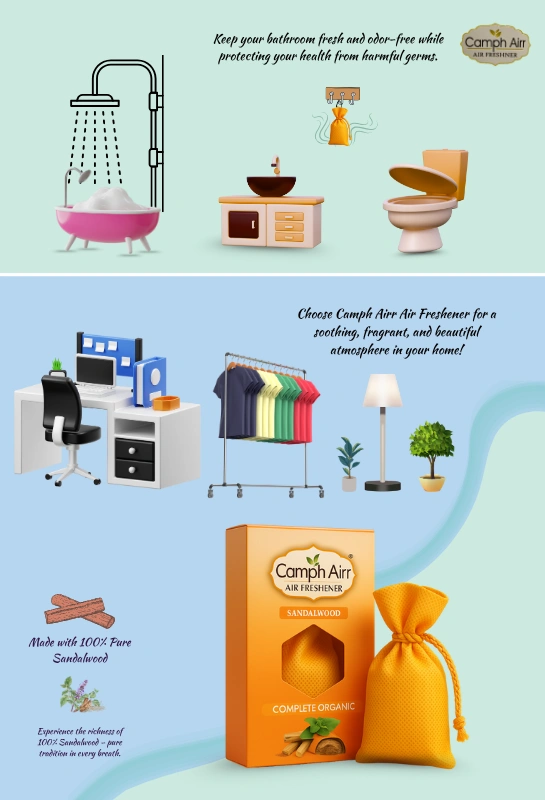 Keep your bathroom fresh and odor-free while
protecting your health from harmful germs.
Camph Airr
AIR FRESHNER
Choose Camph Airr Air Freshener for a
soothing, fragrant, and beautiful
atmosphere in your home!
Camph Airr
AIR FRESHENER
SANDALWOOD
COMPLETE ORGANIC
Made with 100% Pure
Sandalwood
Experience the richness of
100% Sandalwood – pure
tradition in every breath.